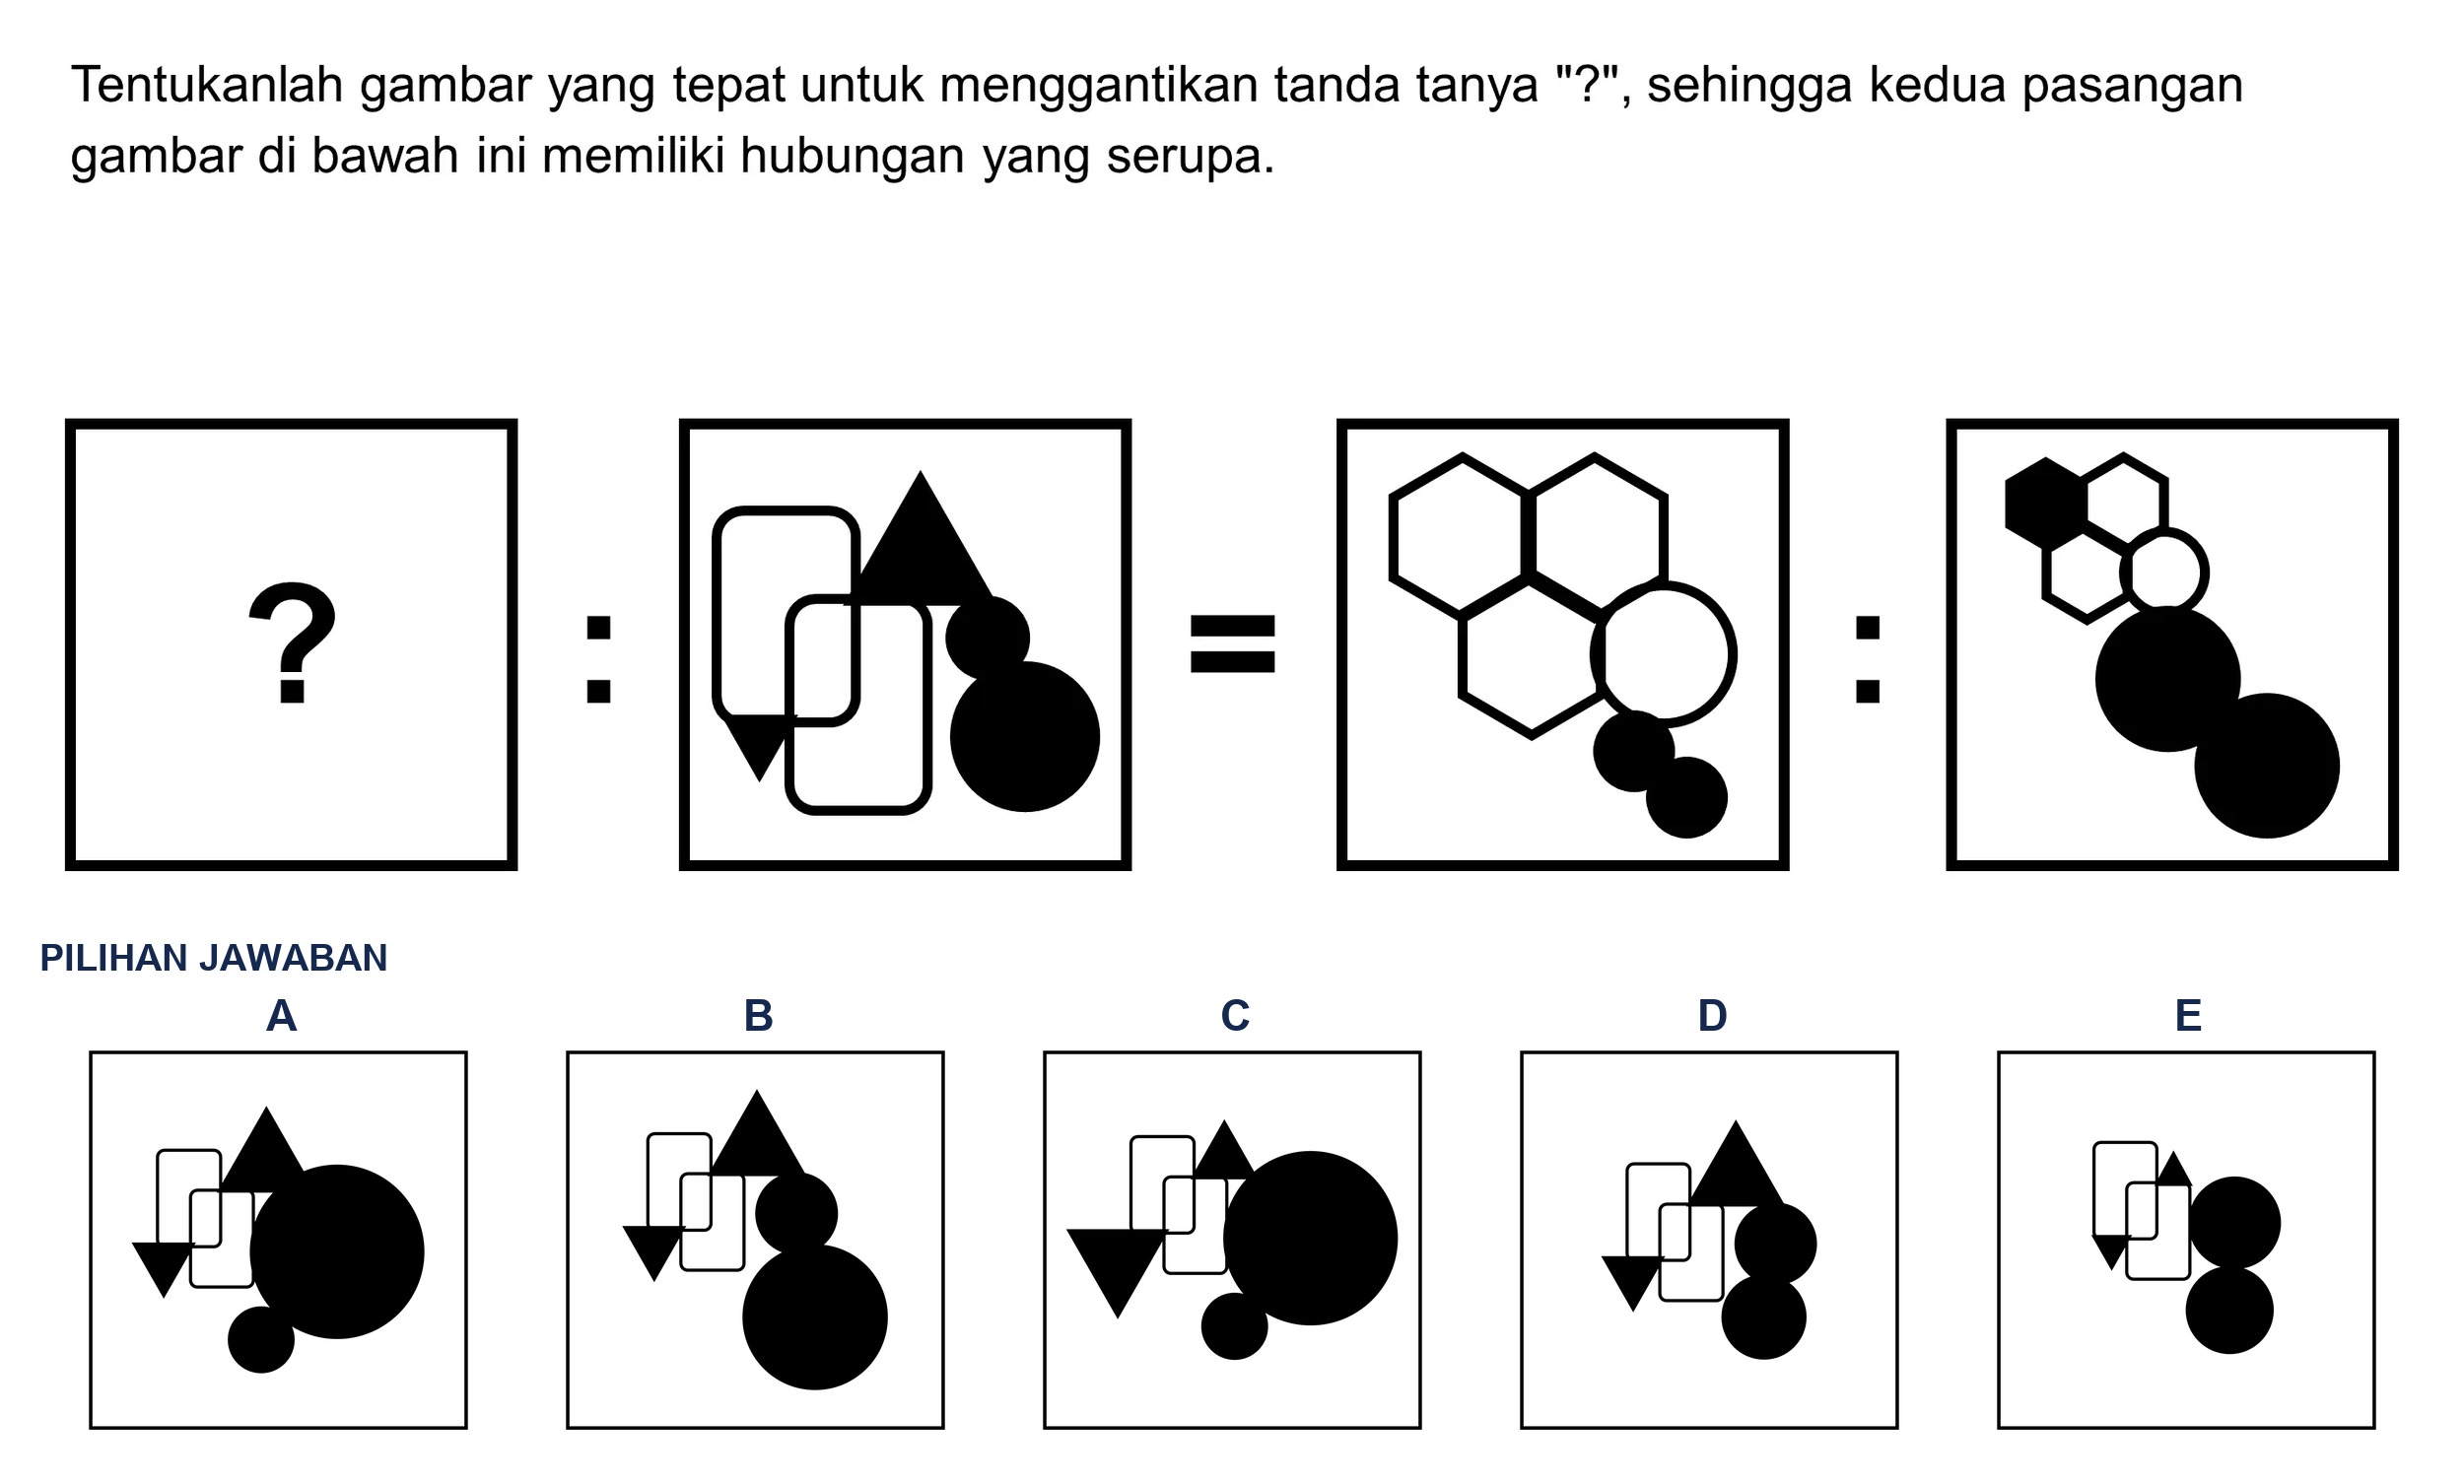 Tentukanlah gambar yang tepat untuk menggantikan tanda tanya "?", sehingga kedua pasangan
gambar di bawah ini memiliki hubungan yang serupa.
? : = :
PILIHAN JAWABAN
A B C D E